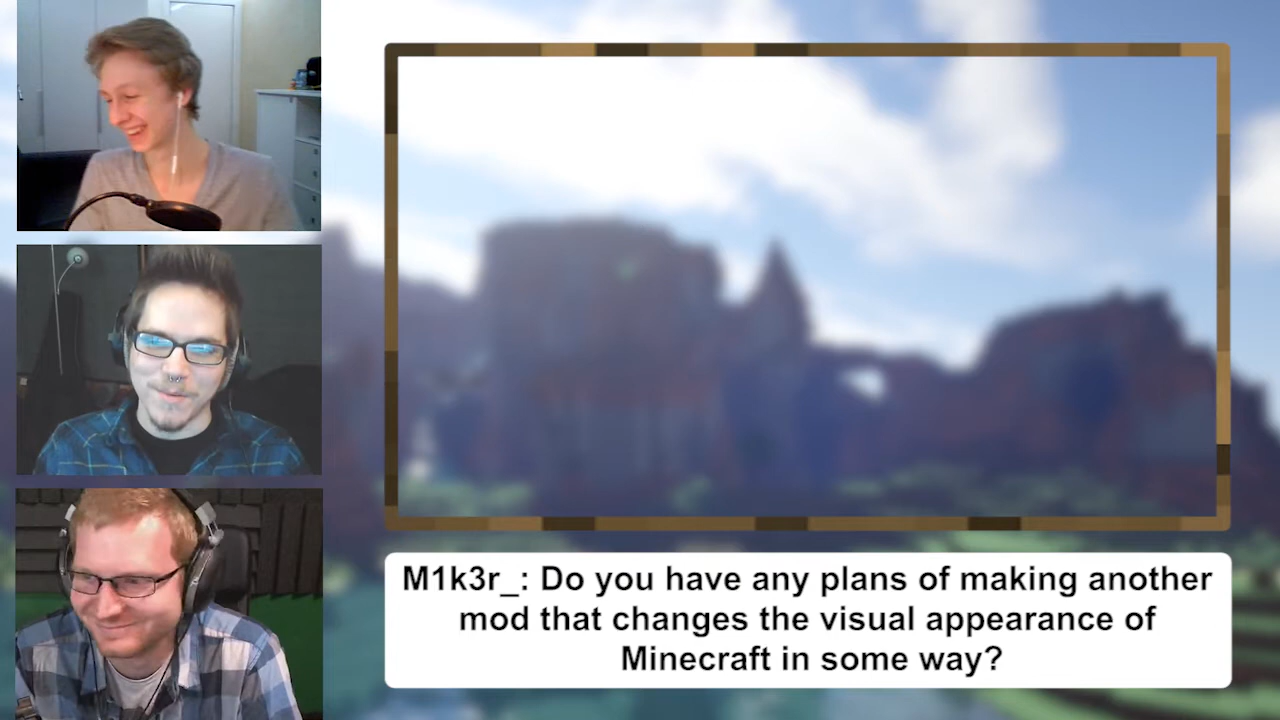 M1k3r_: Do you have any plans of making another
mod that changes the visual appearance of
Minecraft in some way?